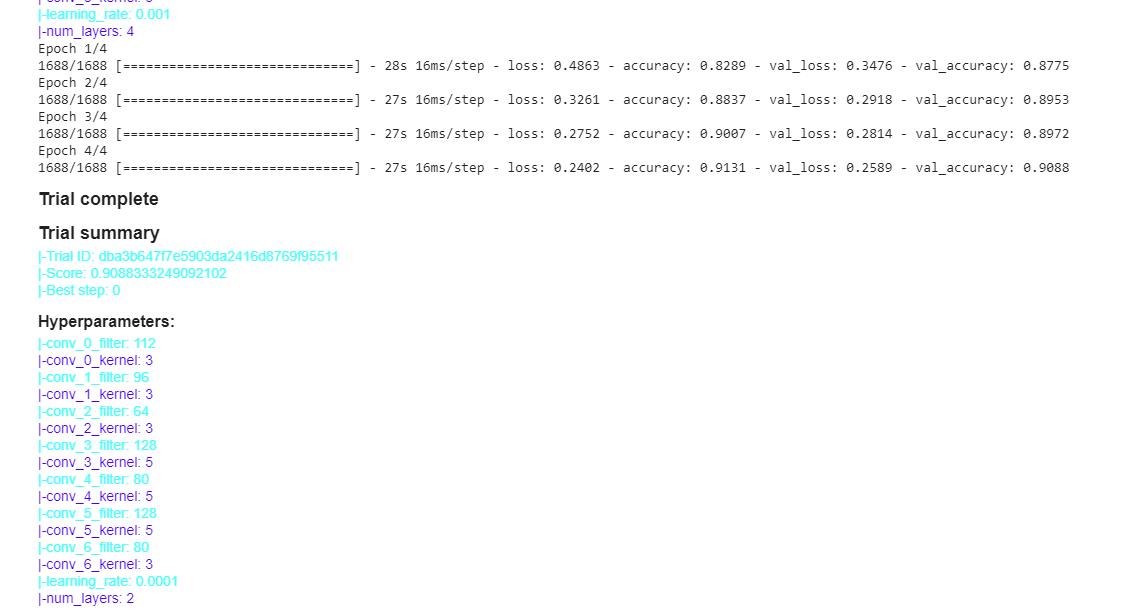 |-conv_6_kernel: 3
|-learning_rate: 0.001
|-num_layers: 4
Epoch 1/4
1688/1688 [==============================] - 28s 16ms/step - loss: 0.4863 - accuracy: 0.8289 - val_loss: 0.3476 - val_accuracy: 0.8775
Epoch 2/4
1688/1688 [==============================] - 27s 16ms/step - loss: 0.3261 - accuracy: 0.8837 - val_loss: 0.2918 - val_accuracy: 0.8953
Epoch 3/4
1688/1688 [==============================] - 27s 16ms/step - loss: 0.2752 - accuracy: 0.9007 - val_loss: 0.2814 - val_accuracy: 0.8972
Epoch 4/4
1688/1688 [==============================] - 27s 16ms/step - loss: 0.2402 - accuracy: 0.9131 - val_loss: 0.2589 - val_accuracy: 0.9088
Trial complete
Trial summary
|-Trial ID: dba3b647f7e5903da2416d8769f95511
|-Score: 0.9088333249092102
|-Best step: 0
Hyperparameters:
|-conv_0_filter: 112
|-conv_0_kernel: 3
|-conv_1_filter: 96
|-conv_1_kernel: 3
|-conv_2_filter: 64
|-conv_2_kernel: 3
|-conv_3_filter: 128
|-conv_3_kernel: 5
|-conv_4_filter: 80
|-conv_4_kernel: 5
|-conv_5_filter: 128
|-conv_5_kernel: 5
|-conv_6_filter: 80
|-conv_6_kernel: 3
|-learning_rate: 0.0001
|-num_layers: 2